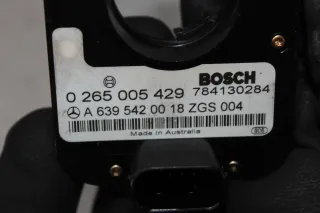 BOSCH
0 265 005 429 784130284
A 639 542 00 18 ZGS 004
Made in Australia